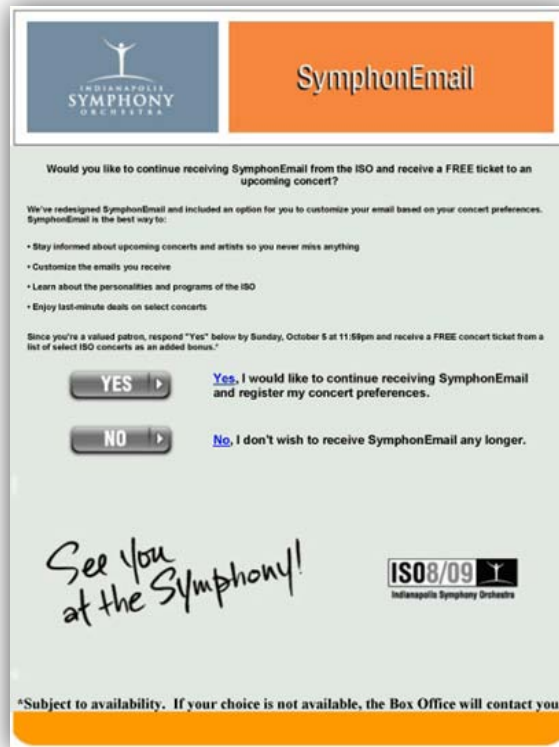 INDIANAPOLIS
SYMPHONY
ORCHESTRA
SymphonEmail
Would you like to continue receiving SymphonEmail from the ISO and receive a FREE ticket to an
upcoming concert?
We've redesigned SymphonEmail and included an option for you to customize your email based on your concert preferences.
SymphonEmail is the best way to:
• Stay informed about upcoming concerts and artists so you never miss anything
• Customize the emails you receive
• Learn about the personalities and programs of the ISO
• Enjoy last-minute deals on select concerts
Since you're a valued patron, respond "Yes" below by Sunday, October 5 at 11:59pm and receive a FREE concert ticket from a
list of select ISO concerts as an added bonus.*
YES
Yes, I would like to continue receiving SymphonEmail
and register my concert preferences.
NO
No, I don't wish to receive SymphonEmail any longer.
See You
at the Symphony!
ISO8/09
Indianapolis Symphony Orchestra
*Subject to availability. If your choice is not available, the Box Office will contact you